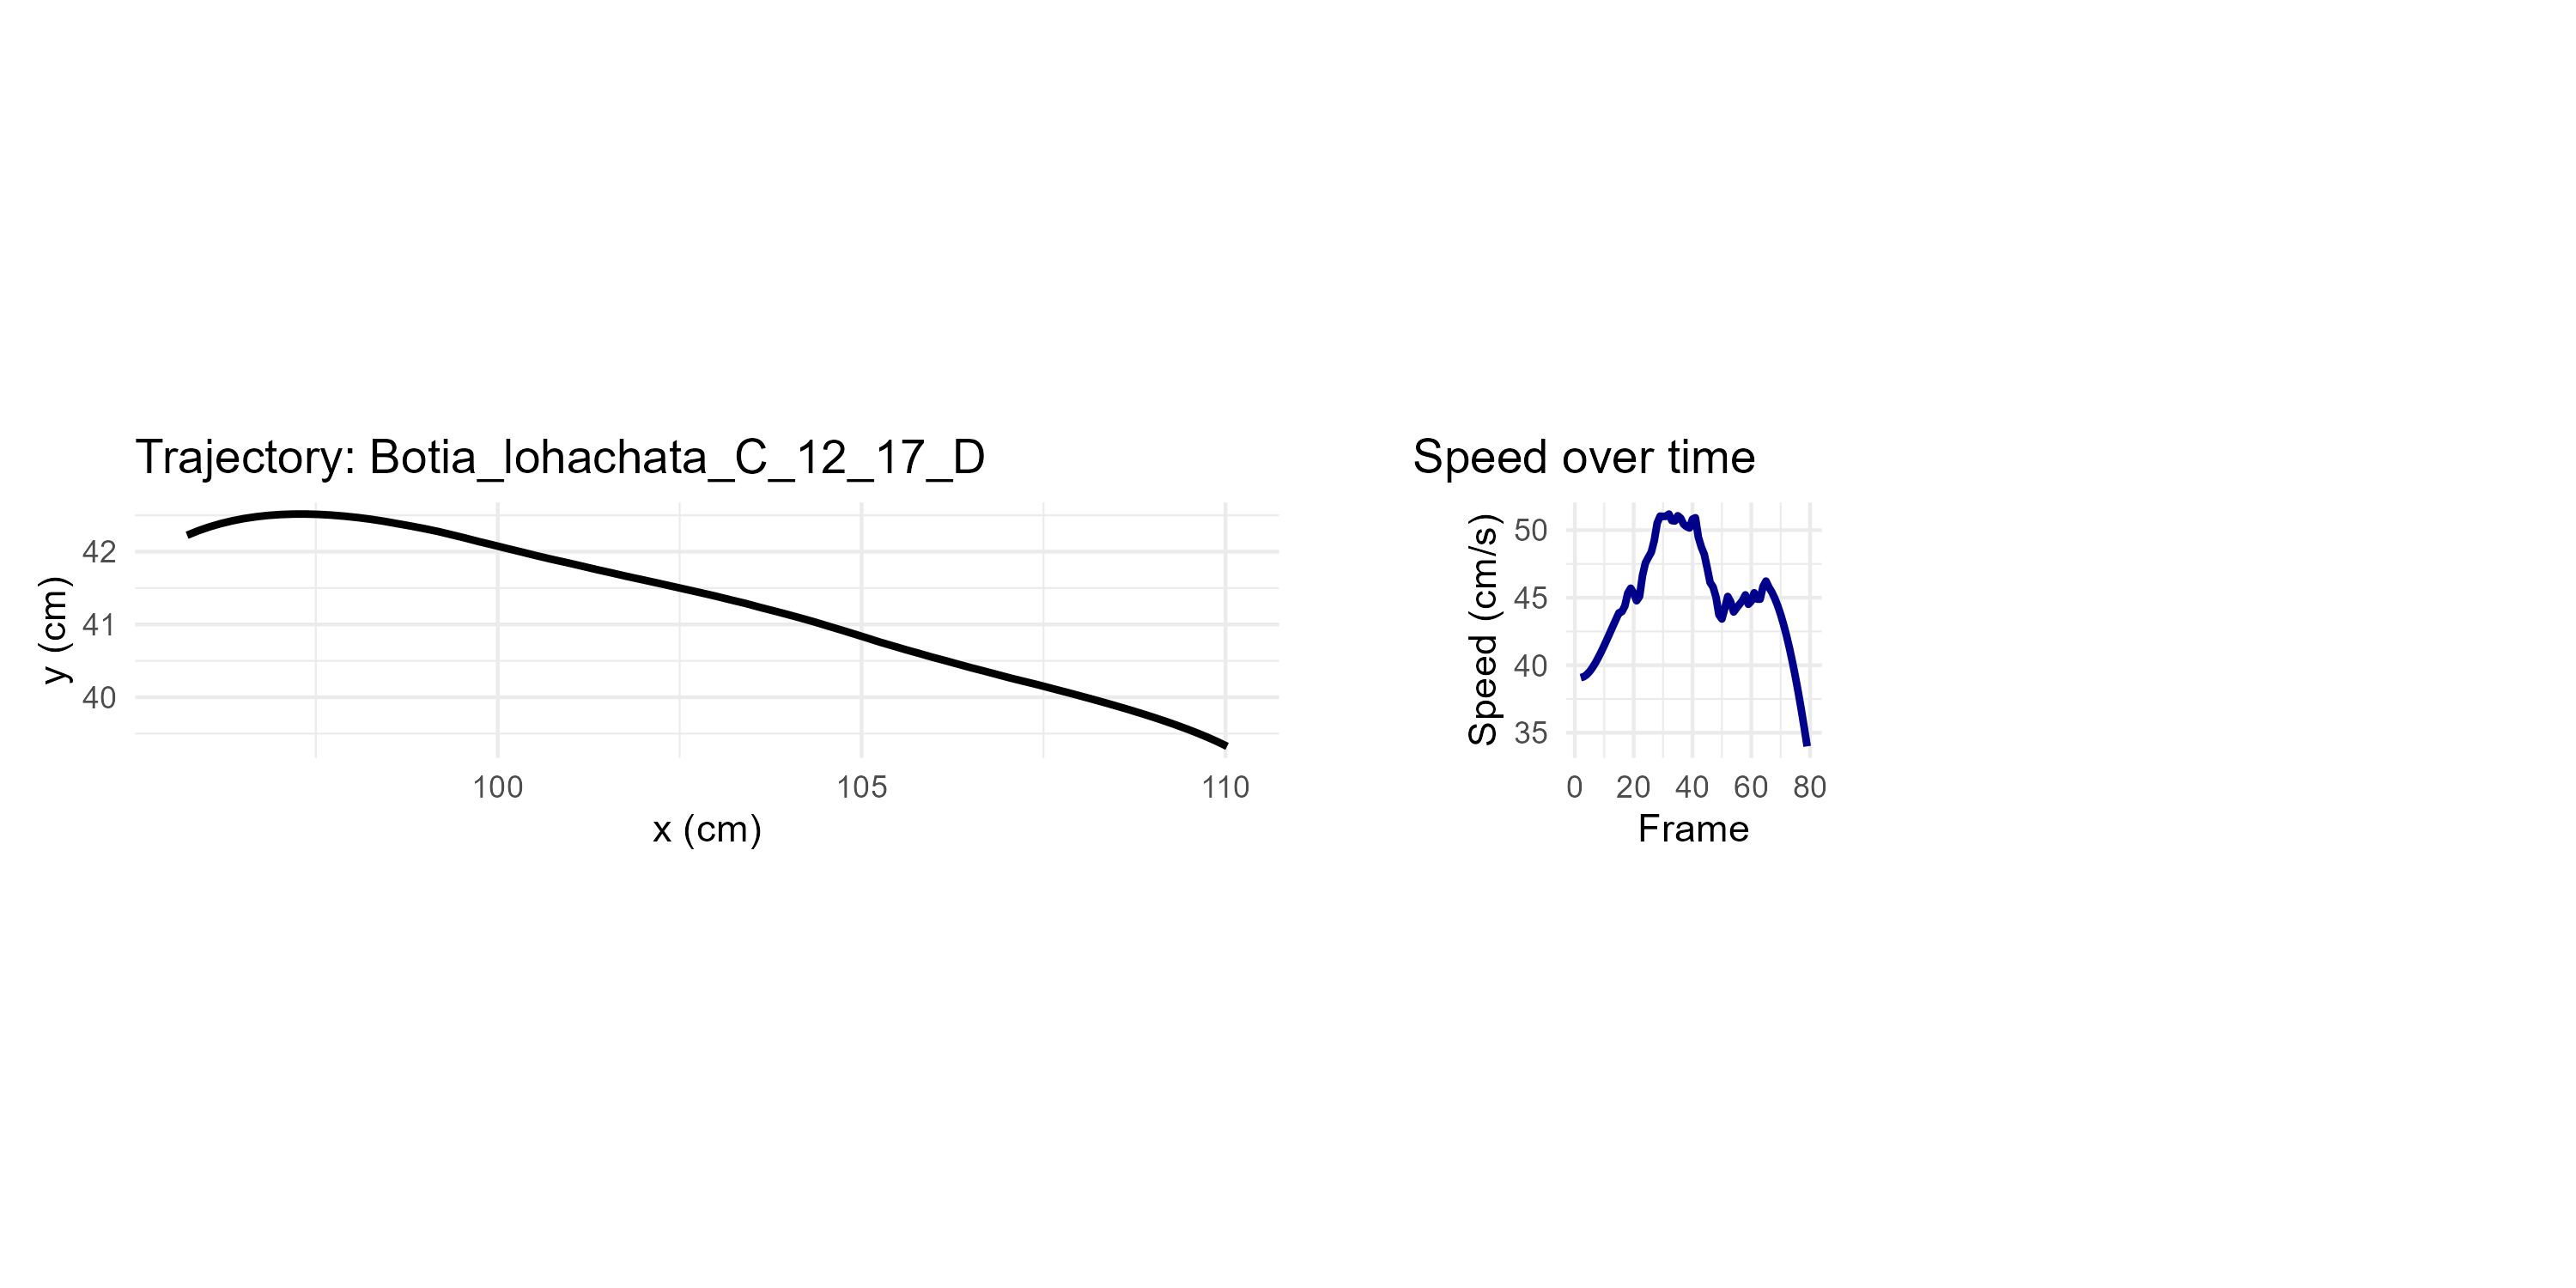 Trajectory: Botia_lohachata_C_12_17_D
y (cm)
42
41
40
100 105 110
x (cm)
Speed over time
Speed (cm/s)
50
45
40
35
0 20 40 60 80
Frame